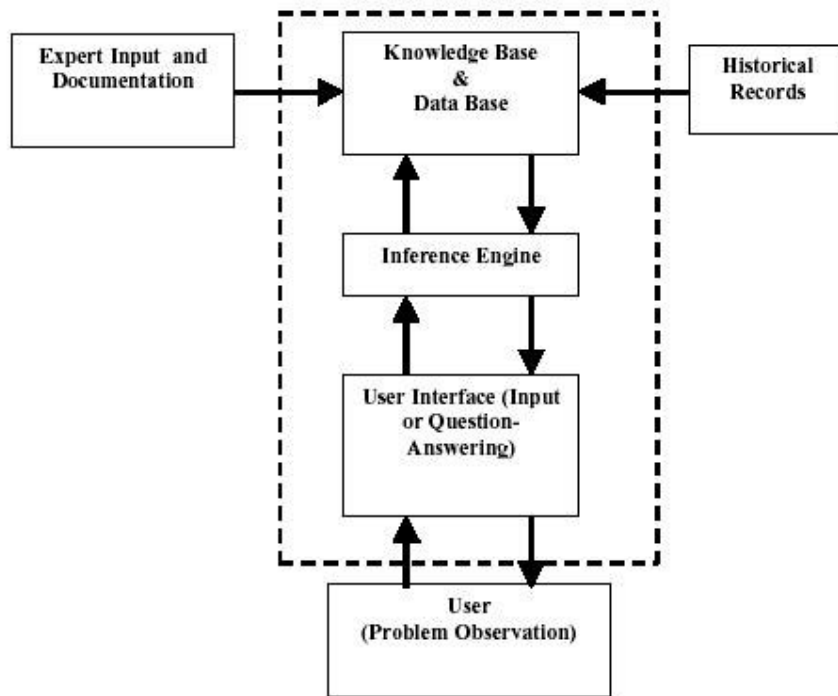 Expert Input and
Documentation
Knowledge Base
&
Data Base
Historical
Records
Inference Engine
User Interface (Input
or Question-
Answering)
User
(Problem Observation)